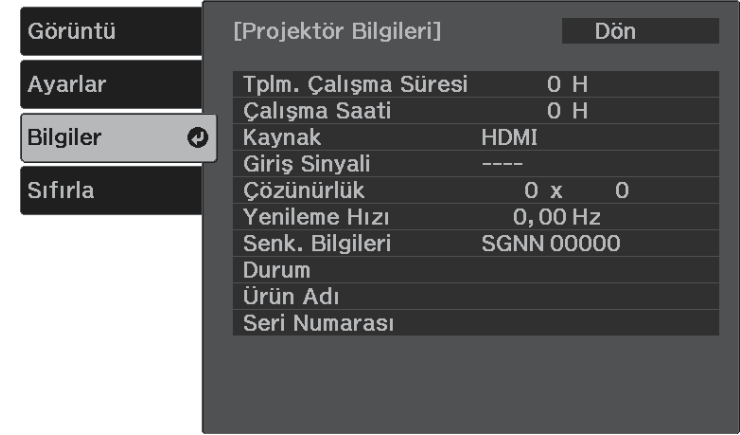 Görüntü
Ayarlar
Bilgiler
Sıfırla
[Projektör Bilgileri] Dön
Tplm. Çalışma Süresi 0 H
Çalışma Saati 0 H
Kaynak HDMI
Giriş Sinyali ----
Çözünürlük 0 x 0
Yenileme Hızı 0,00 Hz
Senk. Bilgileri SGNN 00000
Durum
Ürün Adı
Seri Numarası